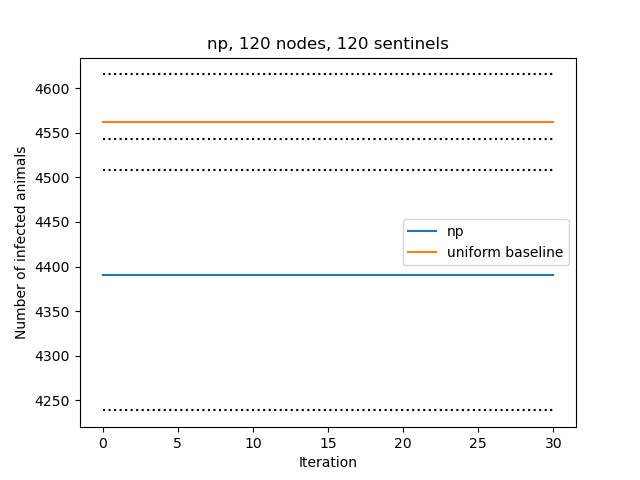 np, 120 nodes, 120 sentinels
Number of infected animals
4600
4550
4500
4450
4400
4350
4300
4250
np
uniform baseline
0 5 10 15 20 25 30
Iteration